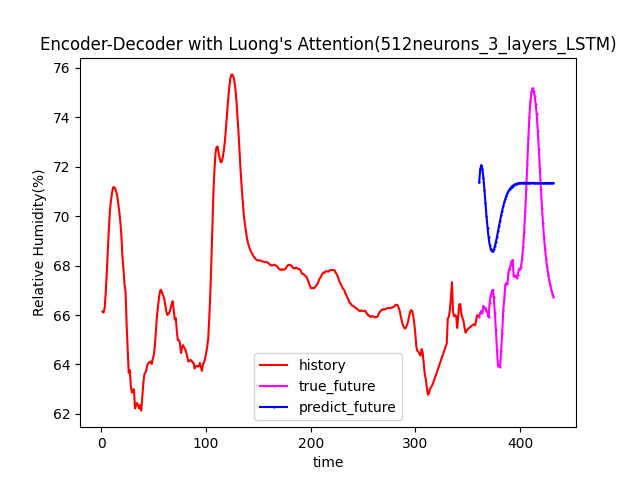 Encoder-Decoder with Luong's Attention(512neurons_3_layers_LSTM)
76
74
72
70
68
66
64
62
Relative Humidity(%)
history
true_future
predict_future
0
100
200
300
400
time